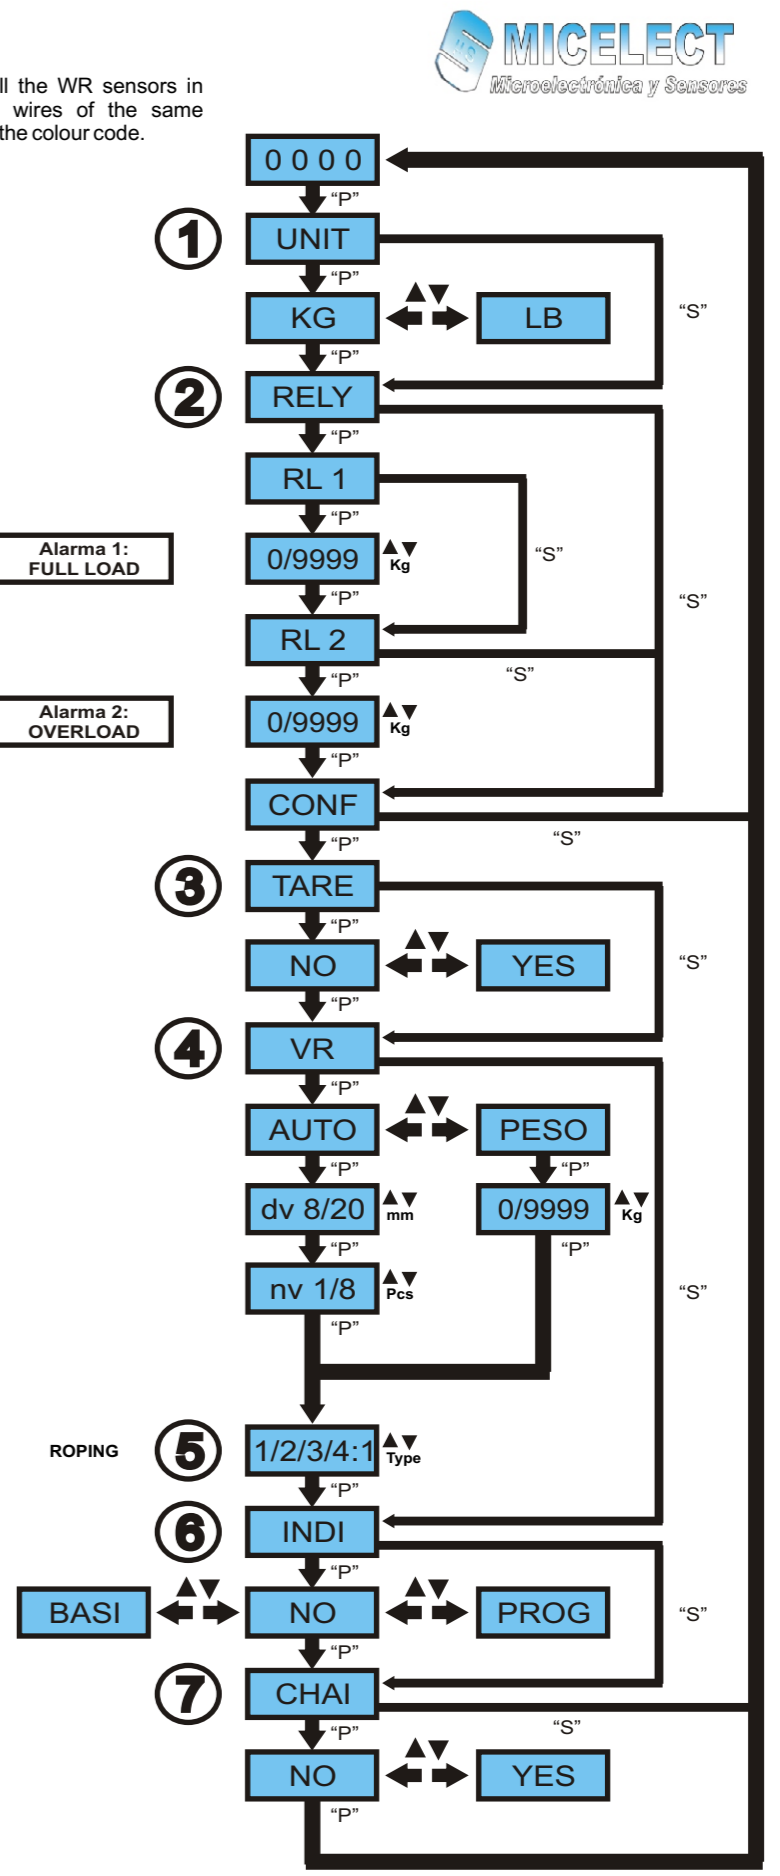 MICELECT
Microelectrónica y Sensores
ll the WR sensors in
wires of the same
the colour code.
0 0 0 0
“P”
1 UNIT
“P”
KG LB “S”
“P”
2 RELY
“P”
RL 1
“P”
Alarma 1:
FULL LOAD
0/9999 Kg “S”
“P”
“S”
RL 2
“P” “S”
Alarma 2:
OVERLOAD
0/9999 Kg
“P”
CONF
“P” “S”
3 TARE
“P”
NO YES “S”
“P”
4 VR
“P”
AUTO PESO
“P” “P”
dv 8/20 mm 0/9999 Kg
“P” “P”
nv 1/8 Pcs “S”
“P”
ROPING 5 1/2/3/4:1 Type
“P”
6 INDI
“P”
BASI NO PROG “S”
“P”
7 CHAI
“P” “S”
NO YES
“P”